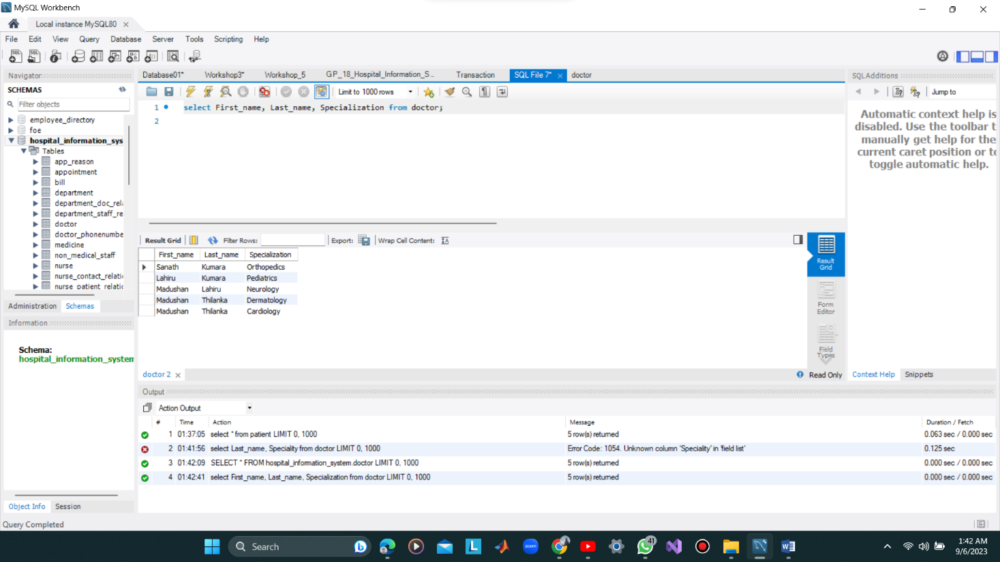 MySQL Workbench
Local instance MySQL80
File Edit View Query Database Server Tools Scripting Help
Navigator
SCHEMAS
Filter objects
employee_directory
foe
hospital_information_sys
Tables
app_reason
appointment
bill
department
department_doc_rela
department_staff_re
doctor
doctor_phonenumbe
medicine
non_medical_staff
nurse
nurse_contact_relati
nurse_patient_relatio
Administration Schemas
Information
Schema:
hospital_information_system
Object Info Session
Query Completed
Database01* Workshop3* Workshop_5 GP_18_Hospital_Information_S... Transaction SQL File 7* doctor
Limit to 1000 rows
1 select First_name, Last_name, Specialization from doctor;
2
Result Grid Filter Rows: Export: Wrap Cell Content:
First_name Last_name Specialization
Sanath Kumara Orthopedics
Lahiru Kumara Pediatrics
Madushan Lahiru Neurology
Madushan Thilanka Dermatology
Madushan Thilanka Cardiology
Result
Grid
Form
Editor
Field
Types
doctor 2
Read Only
SQLAdditions
Jump to
Automatic context help is
disabled. Use the toolbar t
manually get help for the
current caret position or to
toggle automatic help.
Context Help Snippets
Output
Action Output
# Time Action Message Duration / Fetch
1 01:37:05 select * from patient LIMIT 0, 1000 5 row(s) returned 0.063 sec / 0.000 sec
2 01:41:56 select Last_name, Speciality from doctor LIMIT 0, 1000 Error Code: 1054. Unknown column 'Speciality' in 'field list' 0.125 sec
3 01:42:09 SELECT * FROM hospital_information_system.doctor LIMIT 0, 1000 5 row(s) returned 0.000 sec / 0.000 sec
4 01:42:41 select First_name, Last_name, Specialization from doctor LIMIT 0, 1000 5 row(s) returned 0.000 sec / 0.000 sec
Search
zoom
41
1:42 AM
9/6/2023